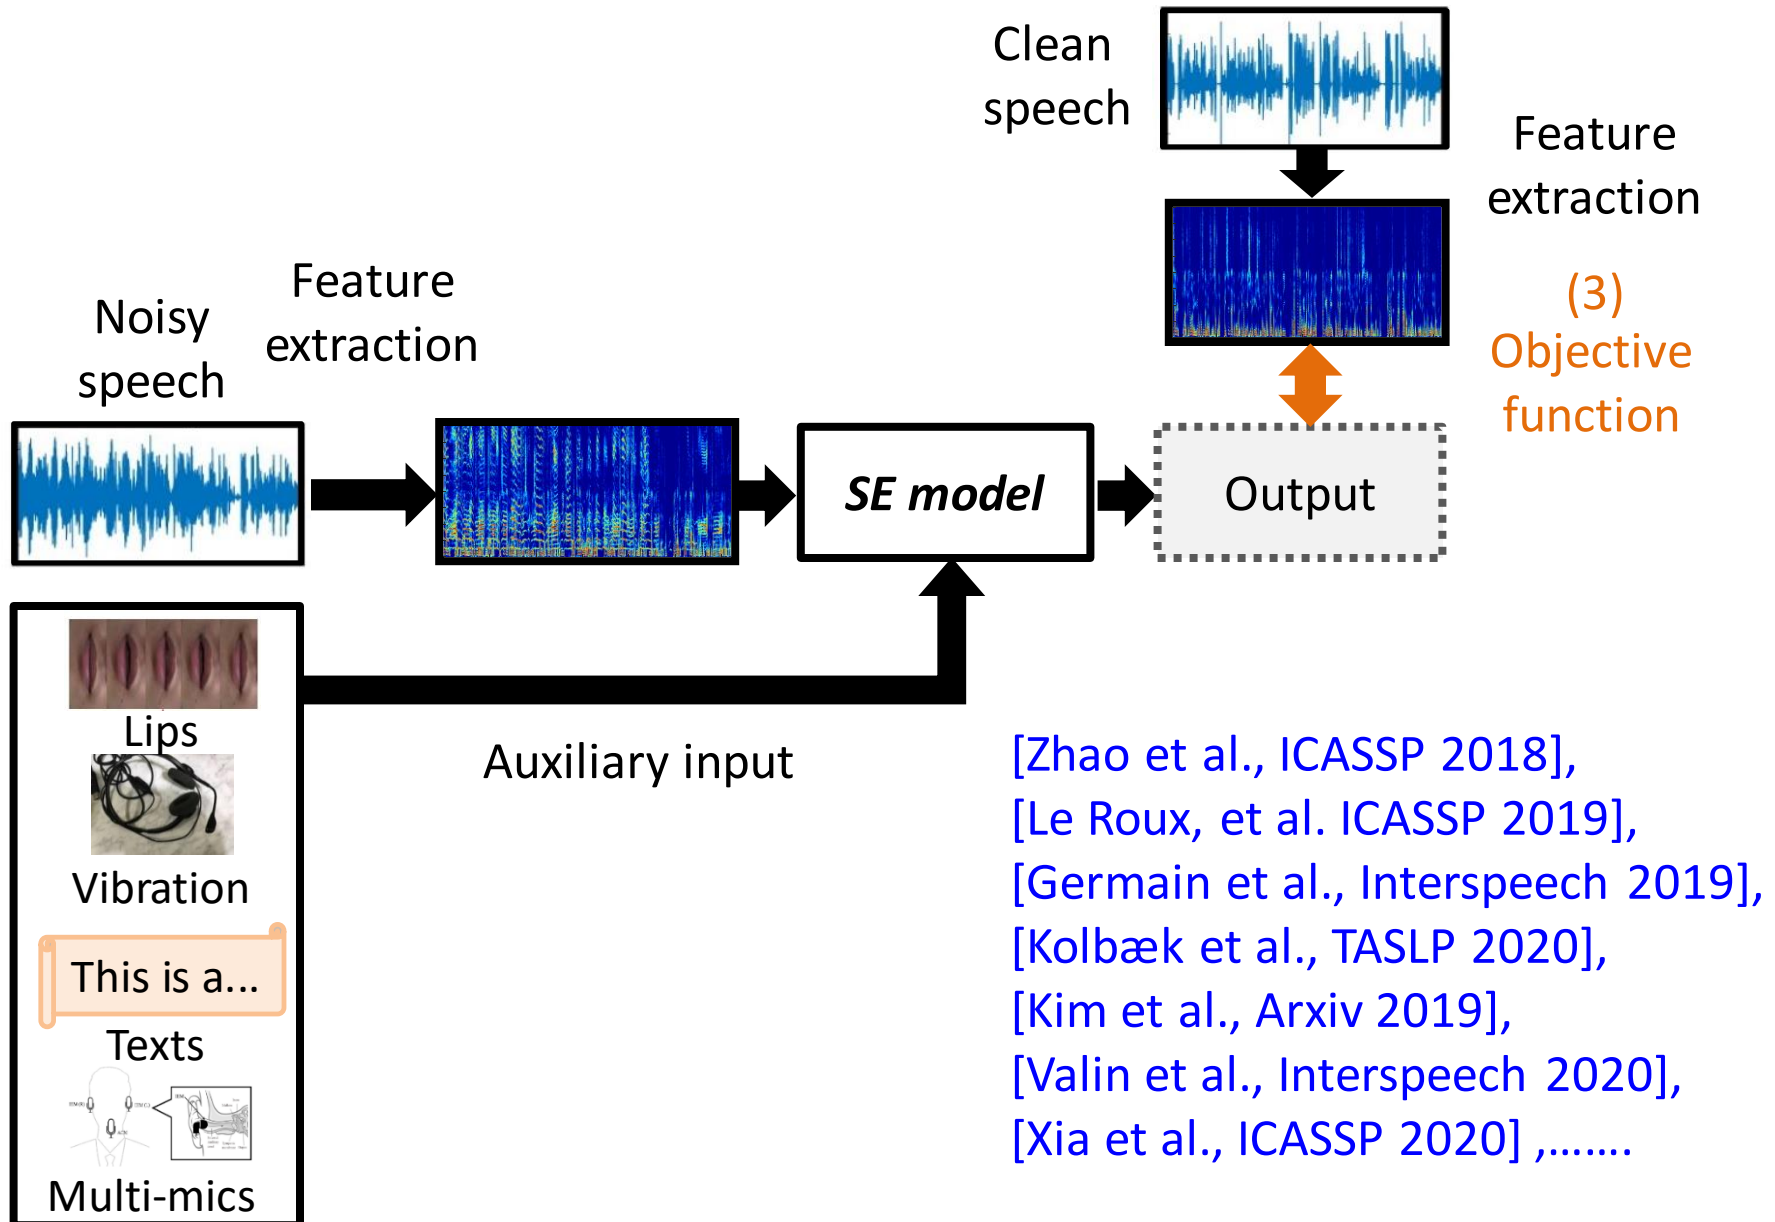 Clean
speech
Feature
extraction
(3)
Objective
function
Noisy
speech
Feature
extraction
SE model
Output
Lips
Vibration
This is a...
Texts
Multi-mics
Auxiliary input
[Zhao et al., ICASSP 2018],
[Le Roux, et al. ICASSP 2019],
[Germain et al., Interspeech 2019],
[Kolbæk et al., TASLP 2020],
[Kim et al., Arxiv 2019],
[Valin et al., Interspeech 2020],
[Xia et al., ICASSP 2020] ,.......